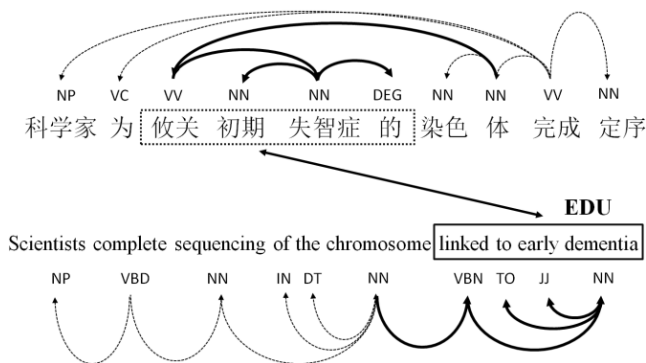 NP VC VV NN NN DEG NN NN VV NN
科学家 为 攸关 初期 失智症 的 染色 体 完成 定序
EDU
Scientists complete sequencing of the chromosome linked to early dementia
NP VBD NN IN DT NN VBN TO JJ NN